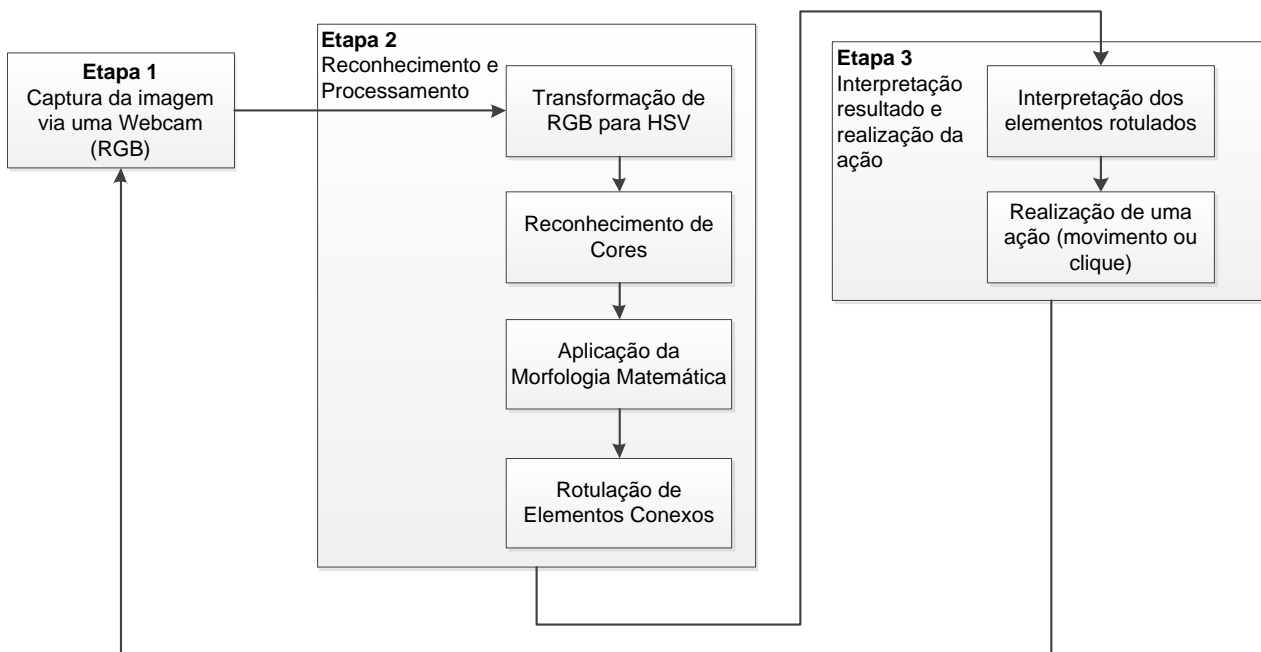 Etapa 1
Captura da imagem
via uma Webcam
(RGB)
Etapa 2
Reconhecimento e
Processamento
Transformação de
RGB para HSV
Reconhecimento de
Cores
Aplicação da
Morfologia Matemática
Rotulação de
Elementos Conexos
Etapa 3
Interpretação
resultado e
realização da
ação
Interpretação dos
elementos rotulados
Realização de uma
ação (movimento ou
clique)